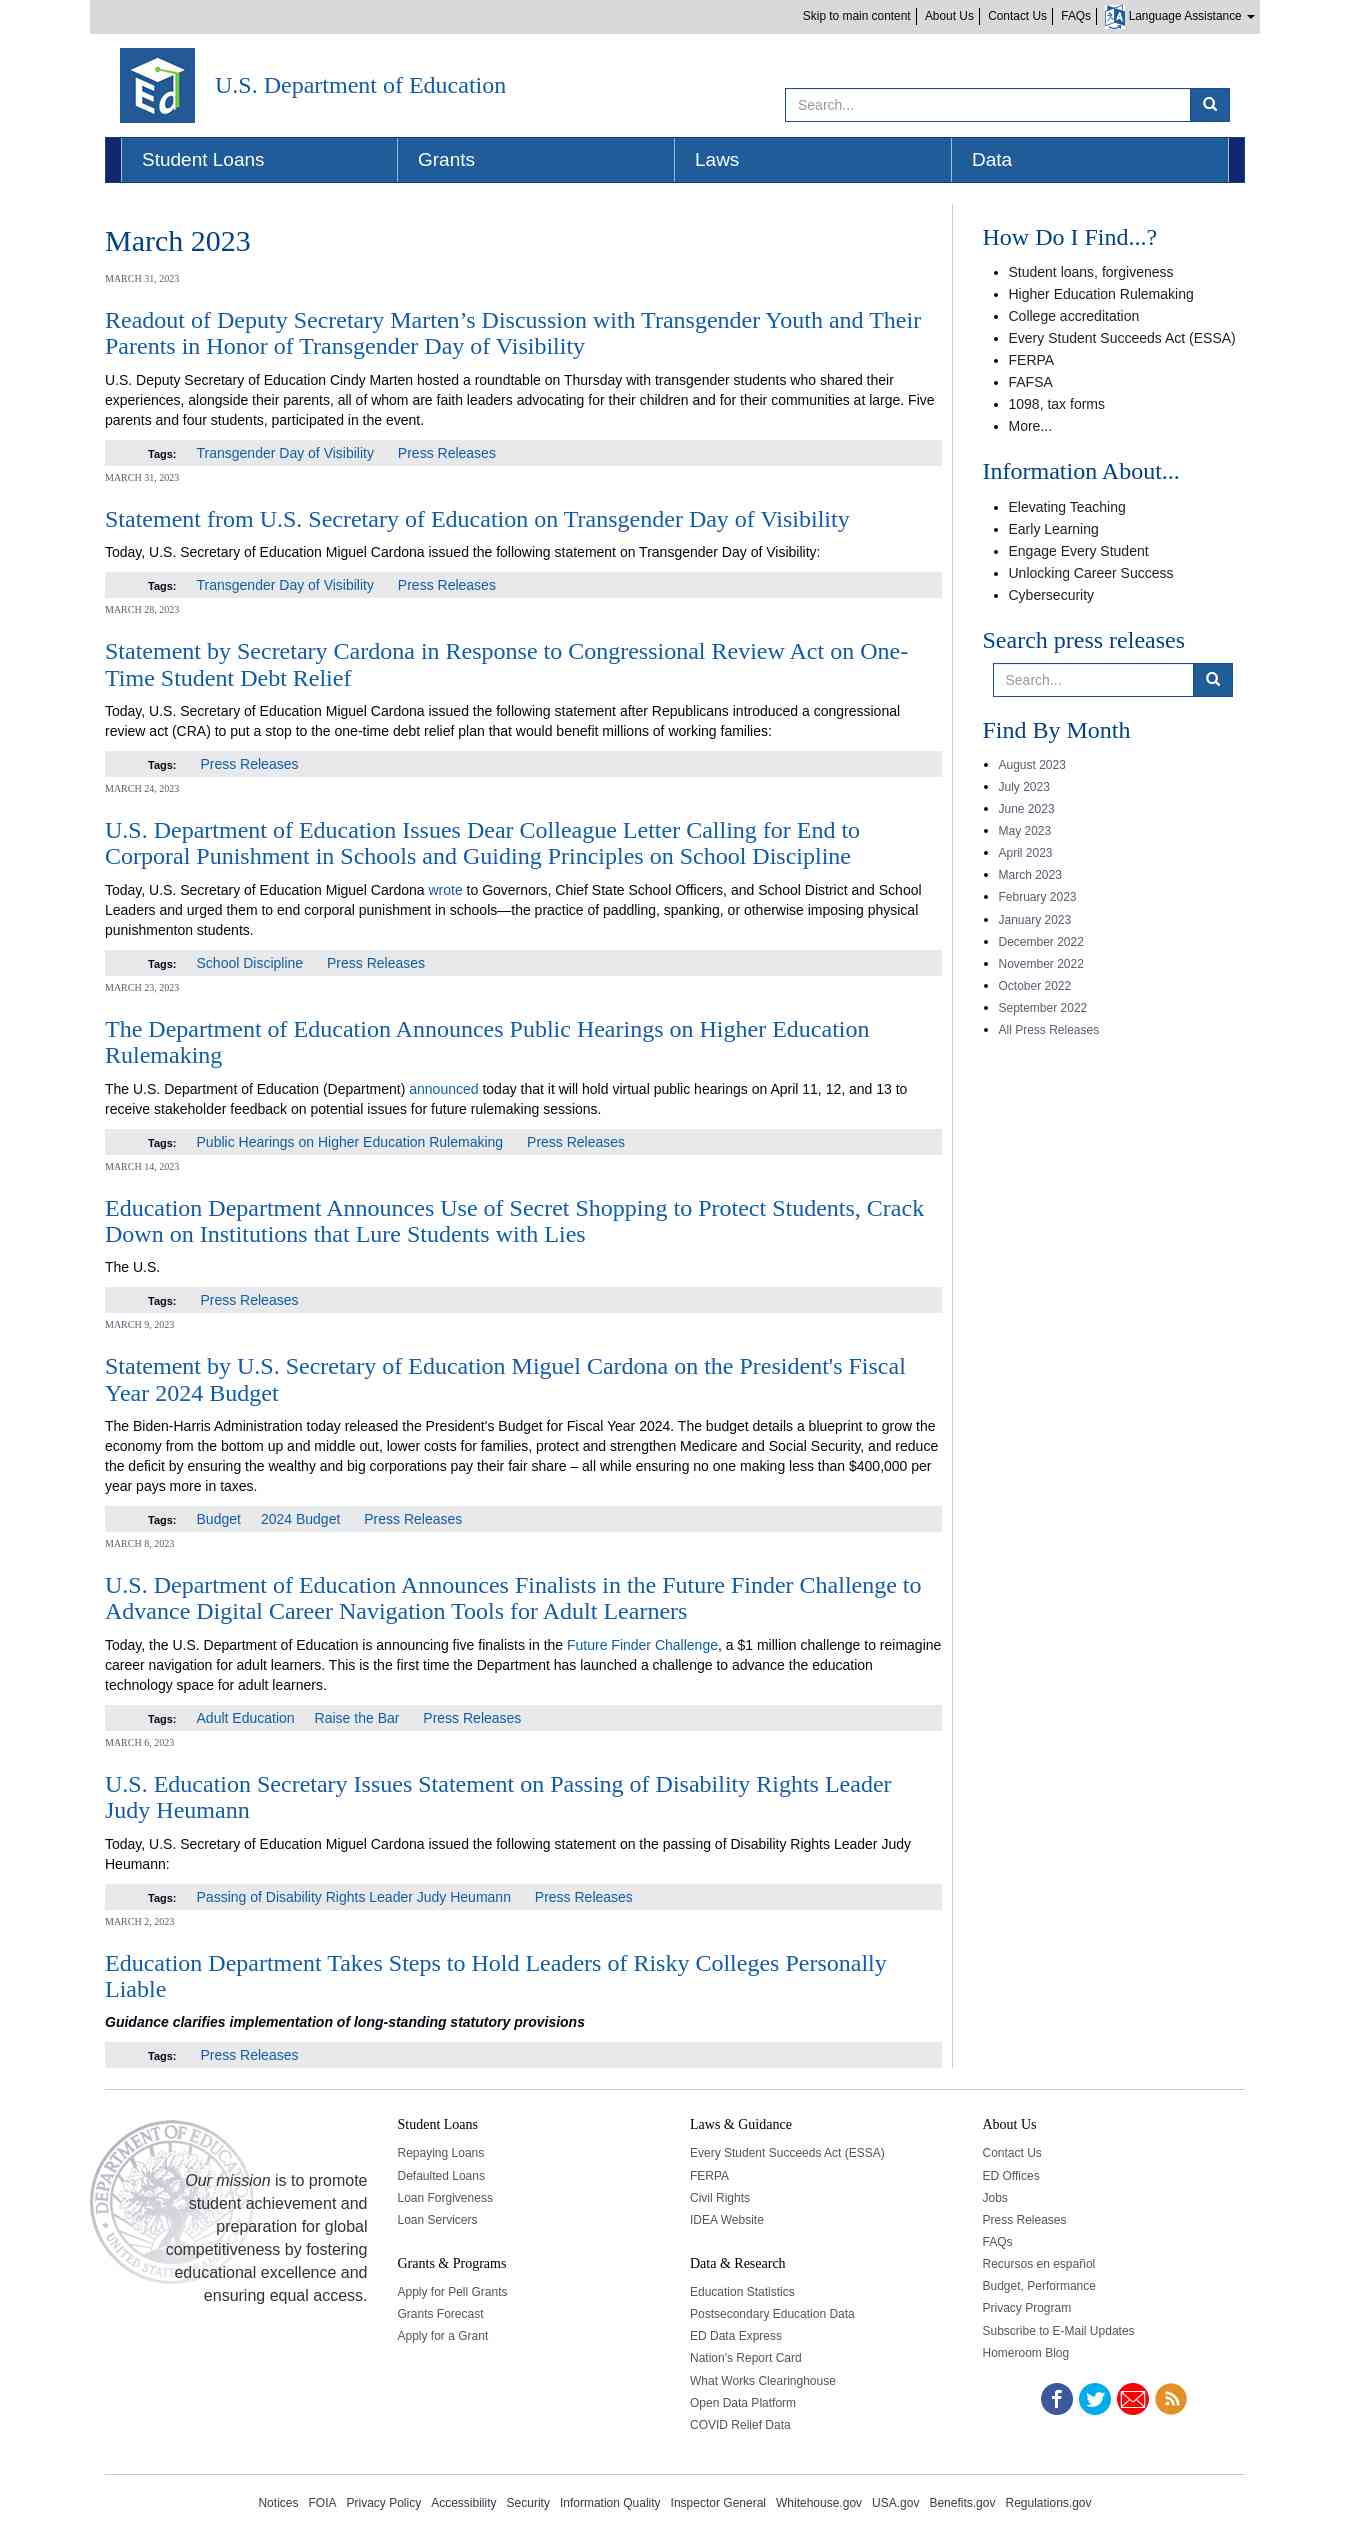 Skip to main content
About Us
Contact Us
FAQs
Language Assistance
Ed
U.S. Department of Education
Search...
Student Loans
Grants
Laws
Data
March 2023
MARCH 31, 2023
Readout of Deputy Secretary Marten’s Discussion with Transgender Youth and Their
Parents in Honor of Transgender Day of Visibility
U.S. Deputy Secretary of Education Cindy Marten hosted a roundtable on Thursday with transgender students who shared their
experiences, alongside their parents, all of whom are faith leaders advocating for their children and for their communities at large. Five
parents and four students, participated in the event.
Tags: Transgender Day of Visibility Press Releases
MARCH 31, 2023
Statement from U.S. Secretary of Education on Transgender Day of Visibility
Today, U.S. Secretary of Education Miguel Cardona issued the following statement on Transgender Day of Visibility:
Tags: Transgender Day of Visibility Press Releases
MARCH 28, 2023
Statement by Secretary Cardona in Response to Congressional Review Act on One-
Time Student Debt Relief
Today, U.S. Secretary of Education Miguel Cardona issued the following statement after Republicans introduced a congressional
review act (CRA) to put a stop to the one-time debt relief plan that would benefit millions of working families:
Tags: Press Releases
MARCH 24, 2023
U.S. Department of Education Issues Dear Colleague Letter Calling for End to
Corporal Punishment in Schools and Guiding Principles on School Discipline
Today, U.S. Secretary of Education Miguel Cardona wrote to Governors, Chief State School Officers, and School District and School
Leaders and urged them to end corporal punishment in schools—the practice of paddling, spanking, or otherwise imposing physical
punishmenton students.
Tags: School Discipline Press Releases
MARCH 23, 2023
The Department of Education Announces Public Hearings on Higher Education
Rulemaking
The U.S. Department of Education (Department) announced today that it will hold virtual public hearings on April 11, 12, and 13 to
receive stakeholder feedback on potential issues for future rulemaking sessions.
Tags: Public Hearings on Higher Education Rulemaking Press Releases
MARCH 14, 2023
Education Department Announces Use of Secret Shopping to Protect Students, Crack
Down on Institutions that Lure Students with Lies
The U.S.
Tags: Press Releases
MARCH 9, 2023
Statement by U.S. Secretary of Education Miguel Cardona on the President's Fiscal
Year 2024 Budget
The Biden-Harris Administration today released the President's Budget for Fiscal Year 2024. The budget details a blueprint to grow the
economy from the bottom up and middle out, lower costs for families, protect and strengthen Medicare and Social Security, and reduce
the deficit by ensuring the wealthy and big corporations pay their fair share – all while ensuring no one making less than $400,000 per
year pays more in taxes.
Tags: Budget 2024 Budget Press Releases
MARCH 8, 2023
U.S. Department of Education Announces Finalists in the Future Finder Challenge to
Advance Digital Career Navigation Tools for Adult Learners
Today, the U.S. Department of Education is announcing five finalists in the Future Finder Challenge, a $1 million challenge to reimagine
career navigation for adult learners. This is the first time the Department has launched a challenge to advance the education
technology space for adult learners.
Tags: Adult Education Raise the Bar Press Releases
MARCH 6, 2023
U.S. Education Secretary Issues Statement on Passing of Disability Rights Leader
Judy Heumann
Today, U.S. Secretary of Education Miguel Cardona issued the following statement on the passing of Disability Rights Leader Judy
Heumann:
Tags: Passing of Disability Rights Leader Judy Heumann Press Releases
MARCH 2, 2023
Education Department Takes Steps to Hold Leaders of Risky Colleges Personally
Liable
Guidance clarifies implementation of long-standing statutory provisions
Tags: Press Releases
How Do I Find...?
Student loans, forgiveness
Higher Education Rulemaking
College accreditation
Every Student Succeeds Act (ESSA)
FERPA
FAFSA
1098, tax forms
More...
Information About...
Elevating Teaching
Early Learning
Engage Every Student
Unlocking Career Success
Cybersecurity
Search press releases
Search...
Find By Month
August 2023
July 2023
June 2023
May 2023
April 2023
March 2023
February 2023
January 2023
December 2022
November 2022
October 2022
September 2022
All Press Releases
Our mission is to promote
student achievement and
preparation for global
competitiveness by fostering
educational excellence and
ensuring equal access.
Student Loans
Repaying Loans
Defaulted Loans
Loan Forgiveness
Loan Servicers
Grants & Programs
Apply for Pell Grants
Grants Forecast
Apply for a Grant
Laws & Guidance
Every Student Succeeds Act (ESSA)
FERPA
Civil Rights
IDEA Website
Data & Research
Education Statistics
Postsecondary Education Data
ED Data Express
Nation's Report Card
What Works Clearinghouse
Open Data Platform
COVID Relief Data
About Us
Contact Us
ED Offices
Jobs
Press Releases
FAQs
Recursos en español
Budget, Performance
Privacy Program
Subscribe to E-Mail Updates
Homeroom Blog
Notices FOIA Privacy Policy Accessibility Security Information Quality Inspector General Whitehouse.gov USA.gov Benefits.gov Regulations.gov